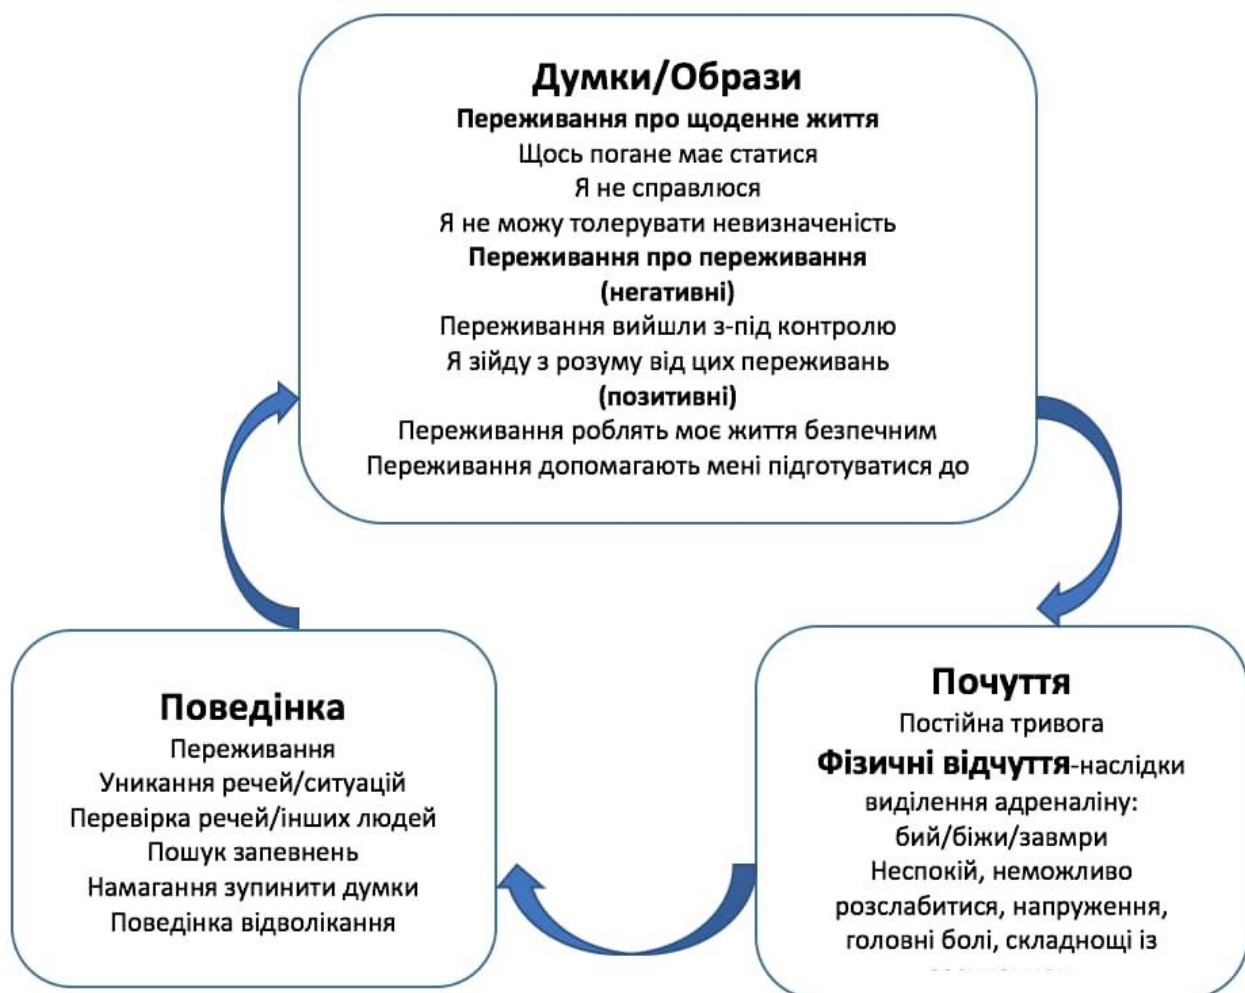 Думки/Образи
Переживання про щоденне життя
Щось погане має статися
Я не справлюся
Я не можу толерувати невизначеність
Переживання про переживання
(негативні)
Переживання вийшли з-під контролю
Я зійду з розуму від цих переживань
(позитивні)
Переживання роблять моє життя безпечним
Переживання допомагають мені підготуватися до
Поведінка
Переживання
Уникання речей/ситуацій
Перевірка речей/інших людей
Пошук запевнень
Намагання зупинити думки
Поведінка відволікання
Почуття
Постійна тривога
Фізичні відчуття-наслідки
виділення адреналіну:
бий/біжи/завмри
Неспокій, неможливо
розслабитися, напруження,
головні болі, складнощі із